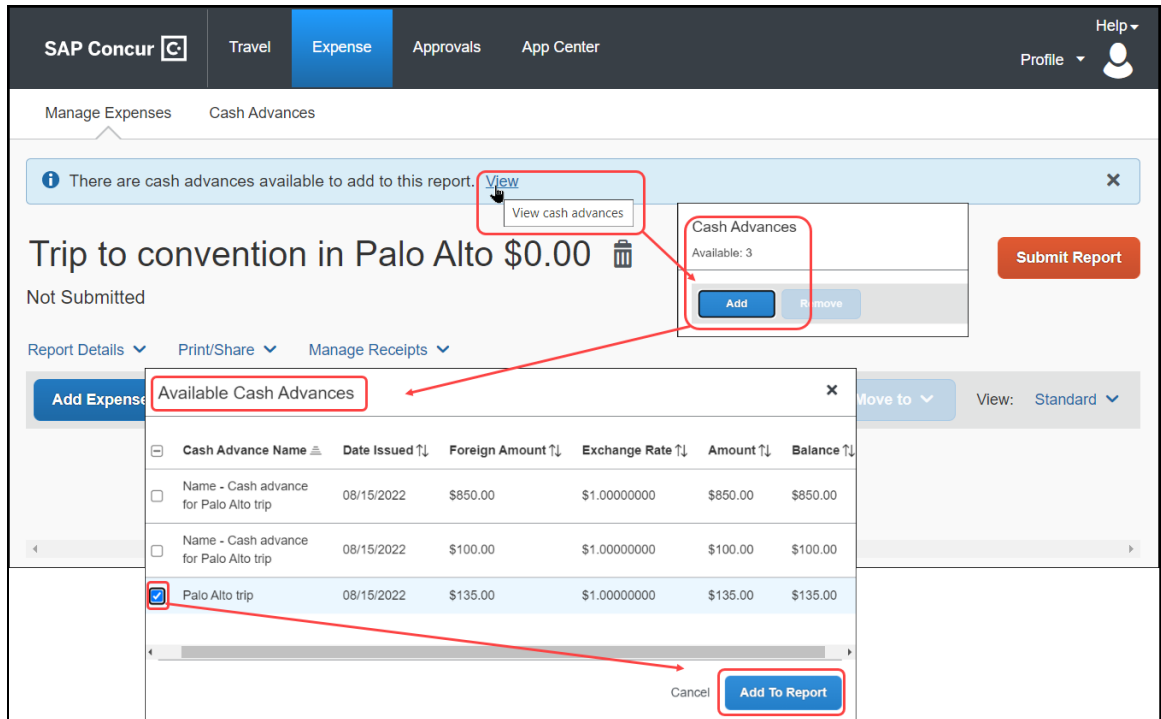 Help
SAP Concur C Travel Expense Approvals App Center
Profile
Manage Expenses Cash Advances
There are cash advances available to add to this report. View
View cash advances
Cash Advances
Available: 3
Add Remove
Trip to convention in Palo Alto $0.00
Submit Report
Not Submitted
Report Details Print/Share Manage Receipts
Add Expense Move to View: Standard
Available Cash Advances
Cash Advance Name Date Issued Foreign Amount Exchange Rate Amount Balance
Name - Cash advance
for Palo Alto trip 08/15/2022 $850.00 $1.00000000 $850.00 $850.00
Name - Cash advance
for Palo Alto trip 08/15/2022 $100.00 $1.00000000 $100.00 $100.00
Palo Alto trip 08/15/2022 $135.00 $1.00000000 $135.00 $135.00
Cancel Add To Report